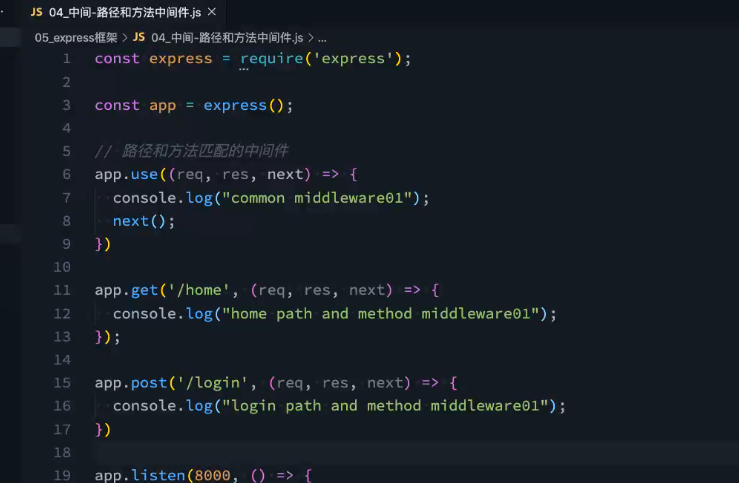 JS 04_中间-路径和方法中间件.js ×
05_express框架 > JS 04_中间-路径和方法中间件.js > ...
1 const express = require('express');
2
3 const app = express();
4
5 // 路径和方法匹配的中间件
6 app.use((req, res, next) => {
7 console.log("common middleware01");
8 next();
9 })
10
11 app.get('/home', (req, res, next) => {
12 console.log("home path and method middleware01");
13 });
14
15 app.post('/login', (req, res, next) => {
16 console.log("login path and method middleware01");
17 })
18
19 app.listen(8000, () => {